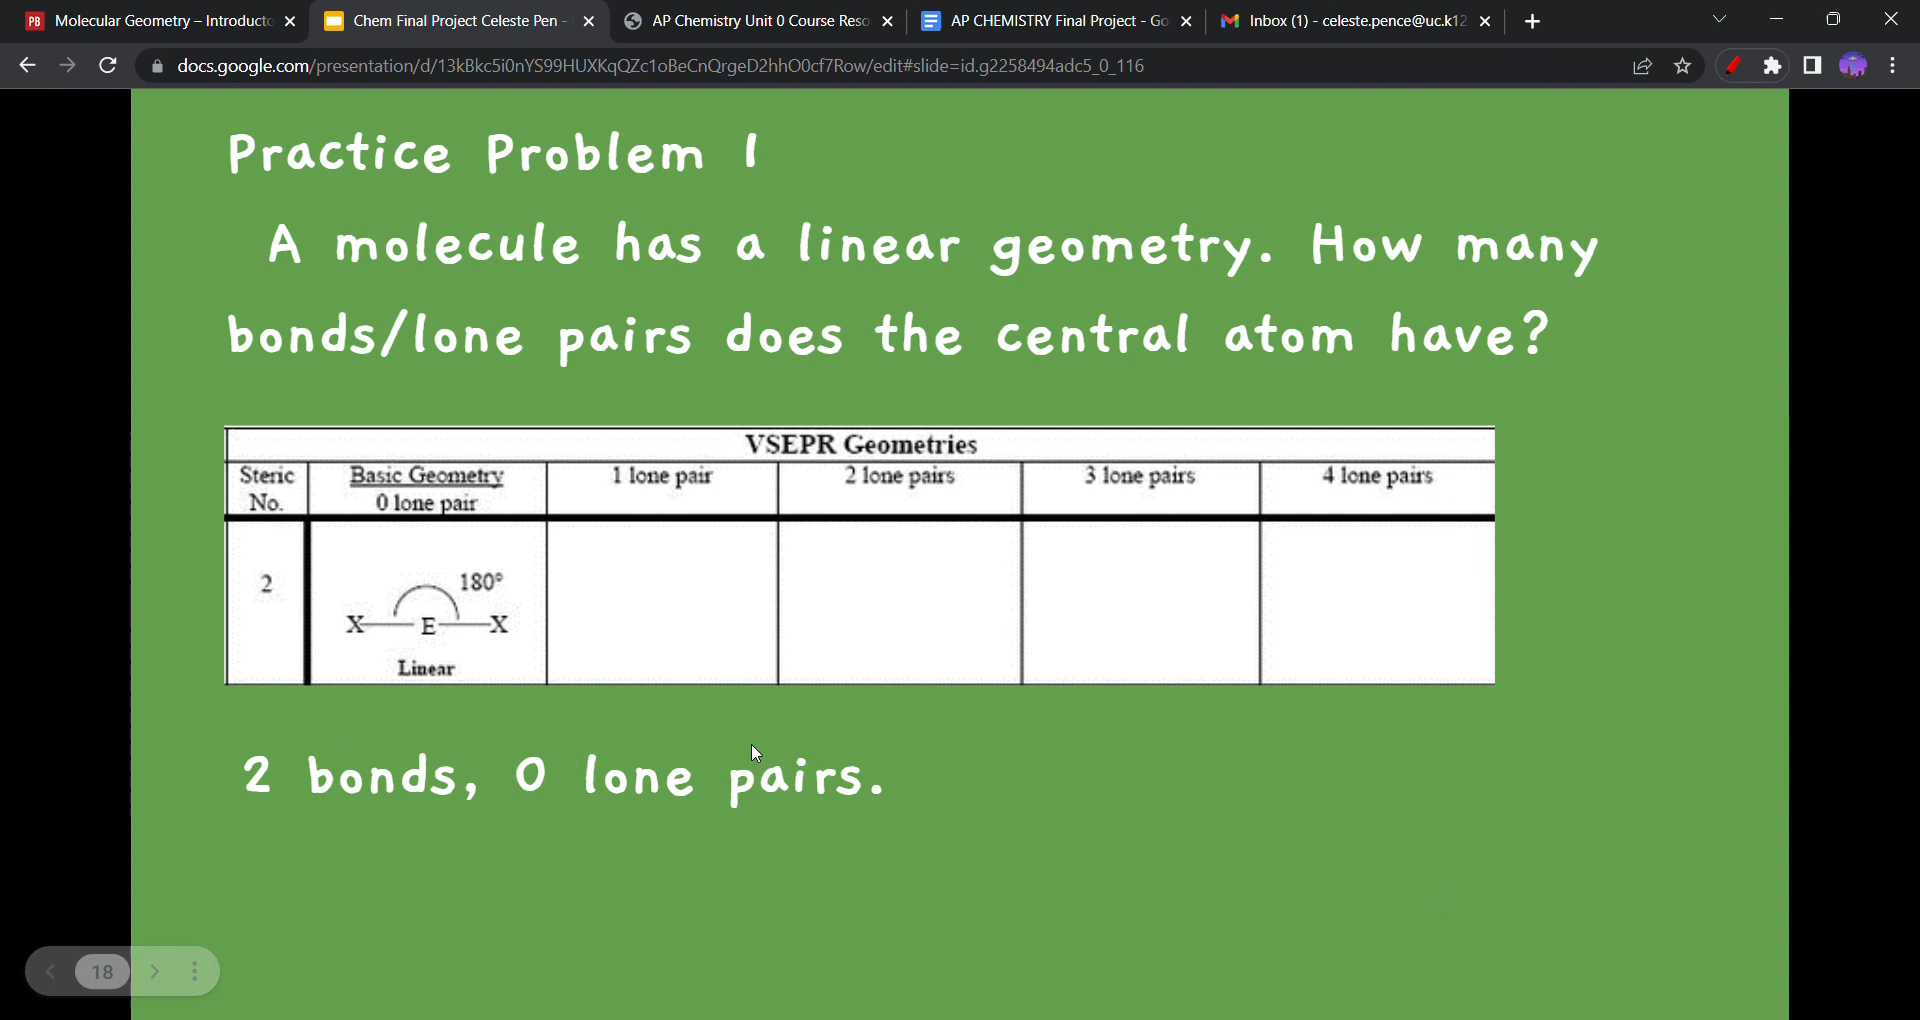 Molecular Geometry – Introducto
Chem Final Project Celeste Pen -
AP Chemistry Unit 0 Course Reso
AP CHEMISTRY Final Project - Go
Inbox (1) - celeste.pence@uc.k12
docs.google.com/presentation/d/13kBkc5i0nYS99HUXKqQZc1oBeCnQrgeD2hhO0cf7Row/edit#slide=id.g2258494adc5_0_116
Practice Problem 1
A molecule has a linear geometry. How many
bonds/lone pairs does the central atom have?
VSEPR Geometries
Steric No.
Basic Geometry
0 lone pair
1 lone pair
2 lone pairs
3 lone pairs
4 lone pairs
2
180°
X E X
Linear
2 bonds, 0 lone pairs.
18